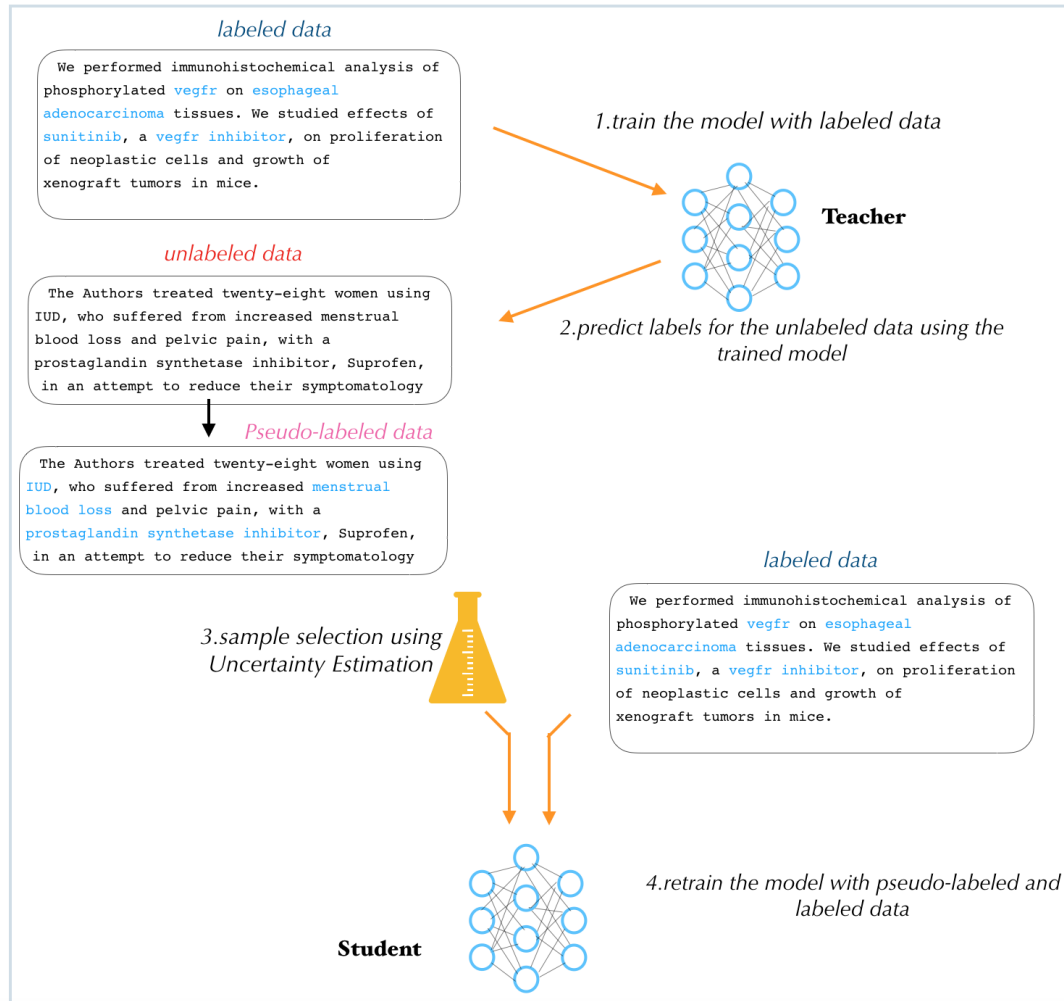 labeled data
We performed immunohistochemical analysis of
phosphorylated vegfr on esophageal
adenocarcinoma tissues. We studied effects of
sunitinib, a vegfr inhibitor, on proliferation
of neoplastic cells and growth of
xenograft tumors in mice.
1.train the model with labeled data
Teacher
unlabeled data
The Authors treated twenty-eight women using
IUD, who suffered from increased menstrual
blood loss and pelvic pain, with a
prostaglandin synthetase inhibitor, Suprofen,
in an attempt to reduce their symptomatology
2.predict labels for the unlabeled data using the
trained model
Pseudo-labeled data
The Authors treated twenty-eight women using
IUD, who suffered from increased menstrual
blood loss and pelvic pain, with a
prostaglandin synthetase inhibitor, Suprofen,
in an attempt to reduce their symptomatology
3.sample selection using
Uncertainty Estimation
labeled data
We performed immunohistochemical analysis of
phosphorylated vegfr on esophageal
adenocarcinoma tissues. We studied effects of
sunitinib, a vegfr inhibitor, on proliferation
of neoplastic cells and growth of
xenograft tumors in mice.
4.retrain the model with pseudo-labeled and
labeled data
Student